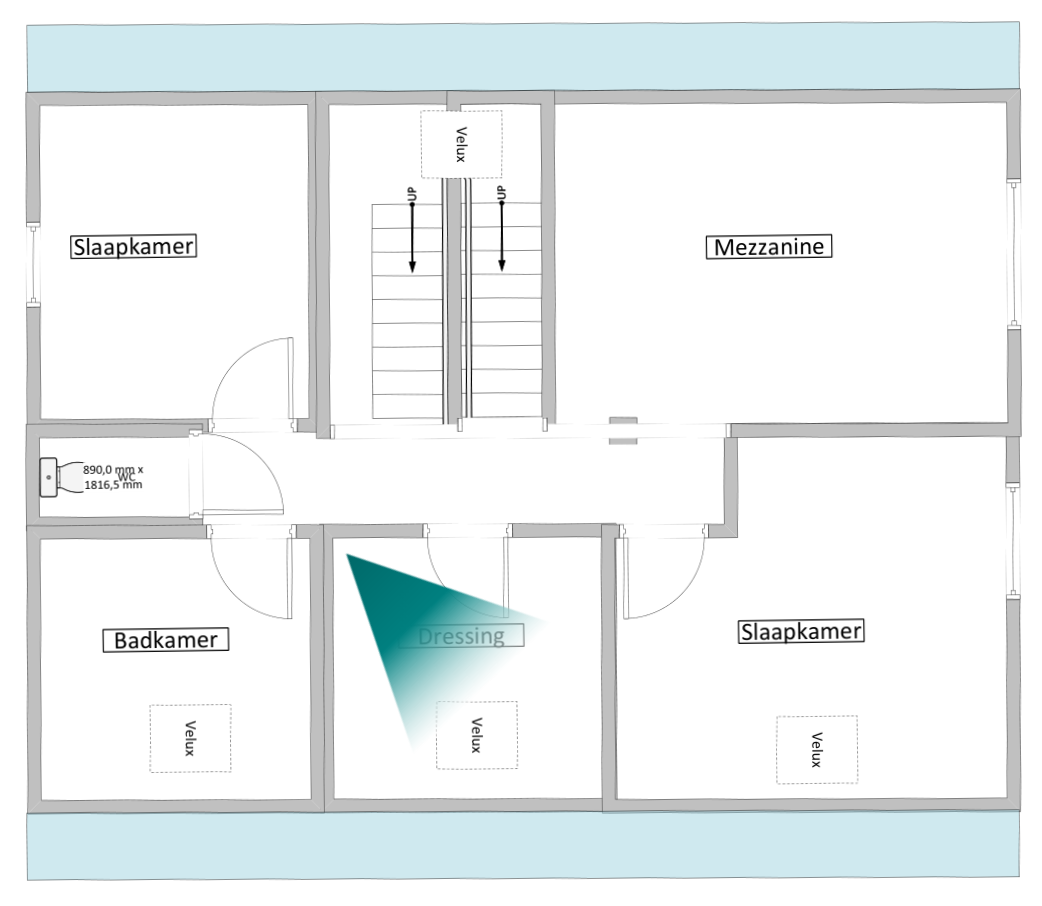 Velux
UP
UP
Slaapkamer
Mezzanine
890,0 mm x
WC
1816,5 mm
Badkamer
Dressing
Slaapkamer
Velux
Velux
Velux